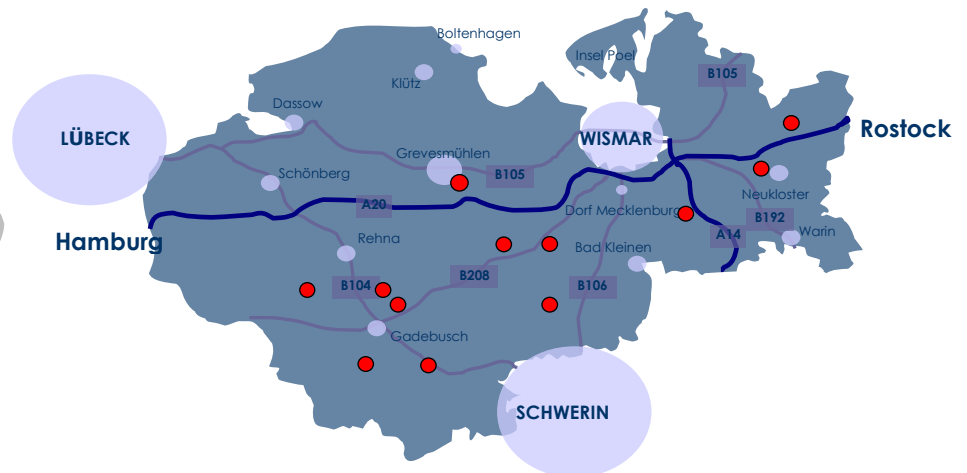 Boltenhagen
Insel Poel
B105
Klütz
Dassow
LÜBECK
WISMAR
Rostock
Grevesmühlen
B105
Schönberg
Neukloster
A20
Dorf Mecklenburg
B192
Hamburg
A14
Warin
Rehna
Bad Kleinen
B208
B104
B106
Gadebusch
SCHWERIN